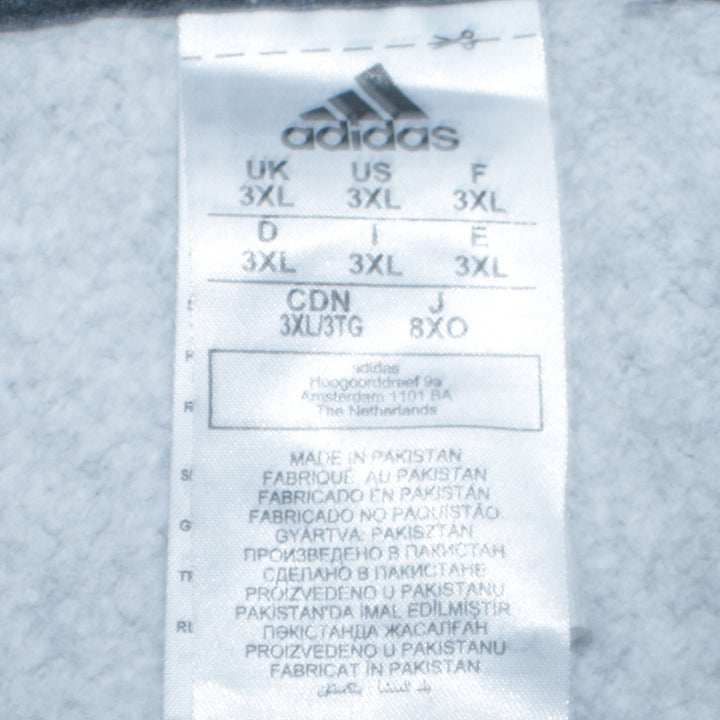 adidas
UK US F
3XL 3XL 3XL
D I E
3XL 3XL 3XL
CDN J
3XL/3TG 8XO
adidas
Hoogoorddreef 9a
Amsterdam 1101 BA
The Netherlands
MADE IN PAKISTAN
FABRIQUÉ AU PAKISTAN
FABRICADO EN PAKISTÁN
FABRICADO NO PAQUISTÃO
GYÁRTVA: PAKISZTÁN
ПРОИЗВЕДЕНО В ПАКИСТАН
СДЕЛАНО В ПАКИСТАНЕ
PROIZVEDENO U PAKISTANU
PAKİSTAN'DA İMAL EDİLMİŞTİR
ПӘКІСТАНДА ЖАСАЛҒАН
PROIZVEDENO U PAKISTANU
FABRICAT ÎN PAKISTAN